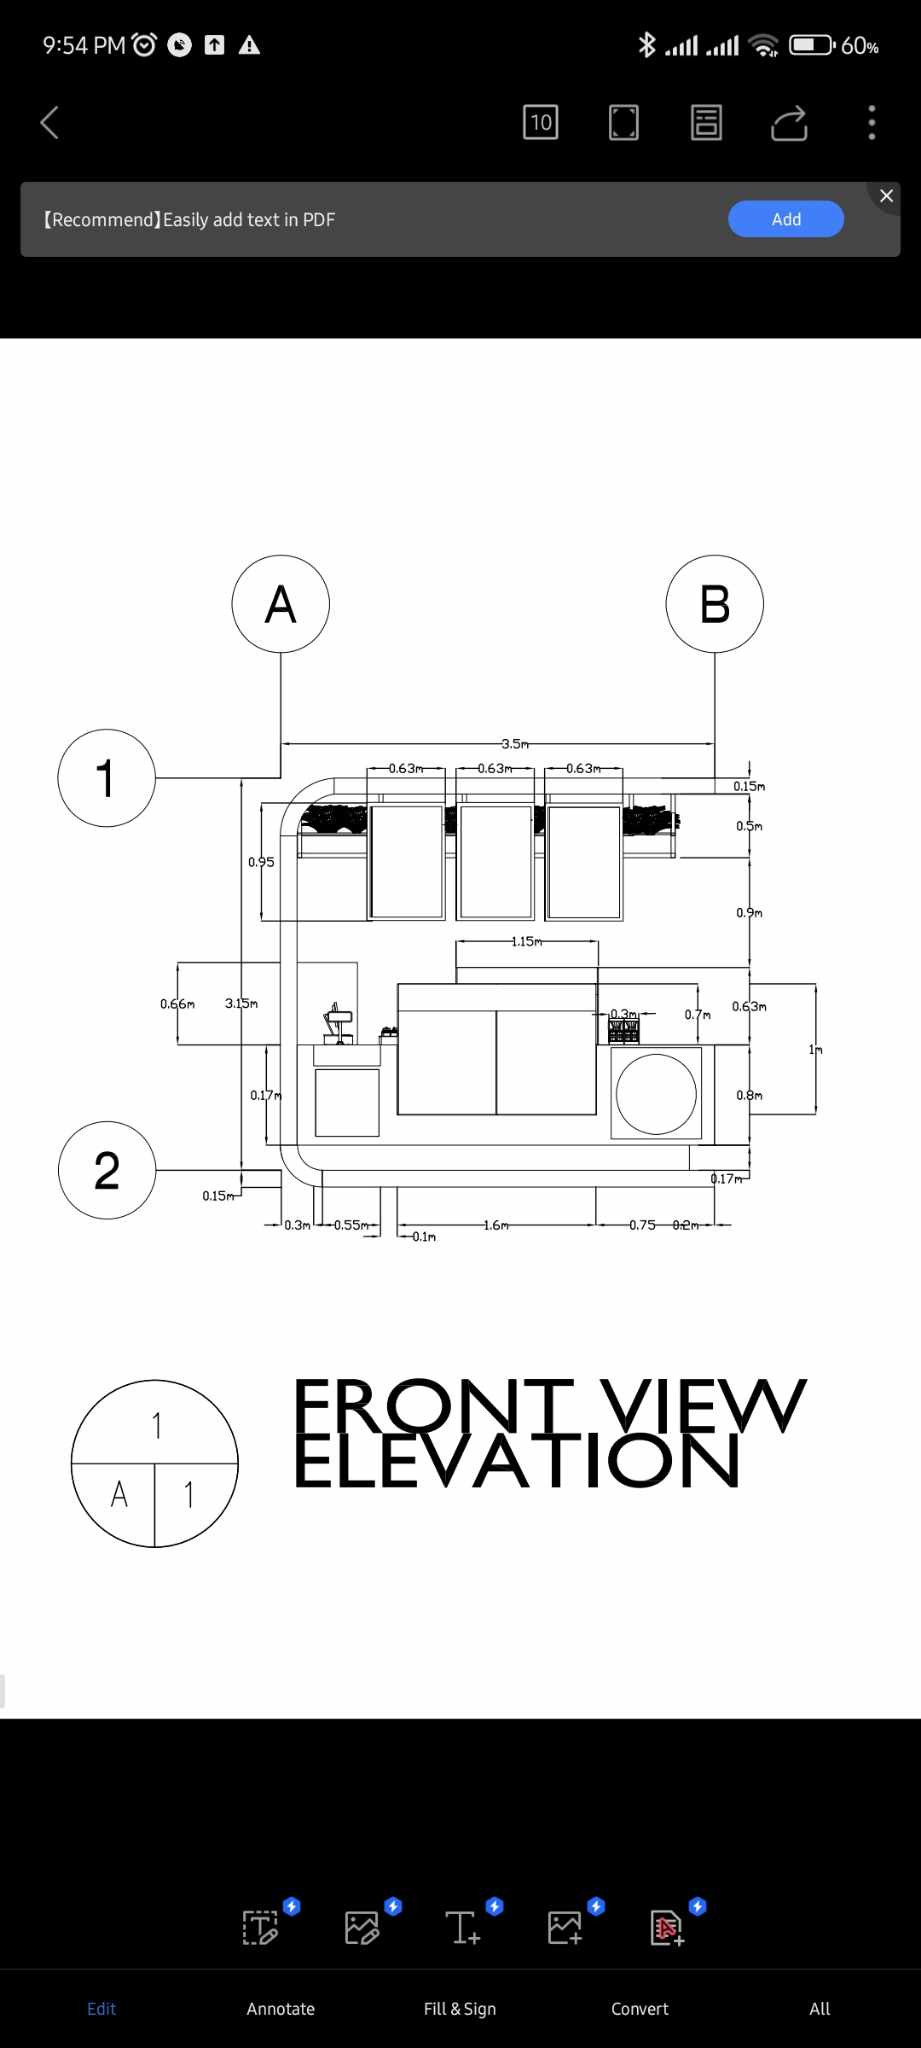 9:54 PM 60%
10
【Recommend】Easily add text in PDF Add
A B
3.5m
1
0.63m 0.63m 0.63m
0.15m
0.5m
0.95
0.9m
1.15m
0.66m 3.15m 0.3m 0.7m 0.63m
1m
0.17m 0.8m
2
0.17m
0.15m
0.3m 0.55m 1.6m 0.75 0.2m
0.1m
1
A 1
FRONT VIEW
ELEVATION
Edit Annotate Fill & Sign Convert All